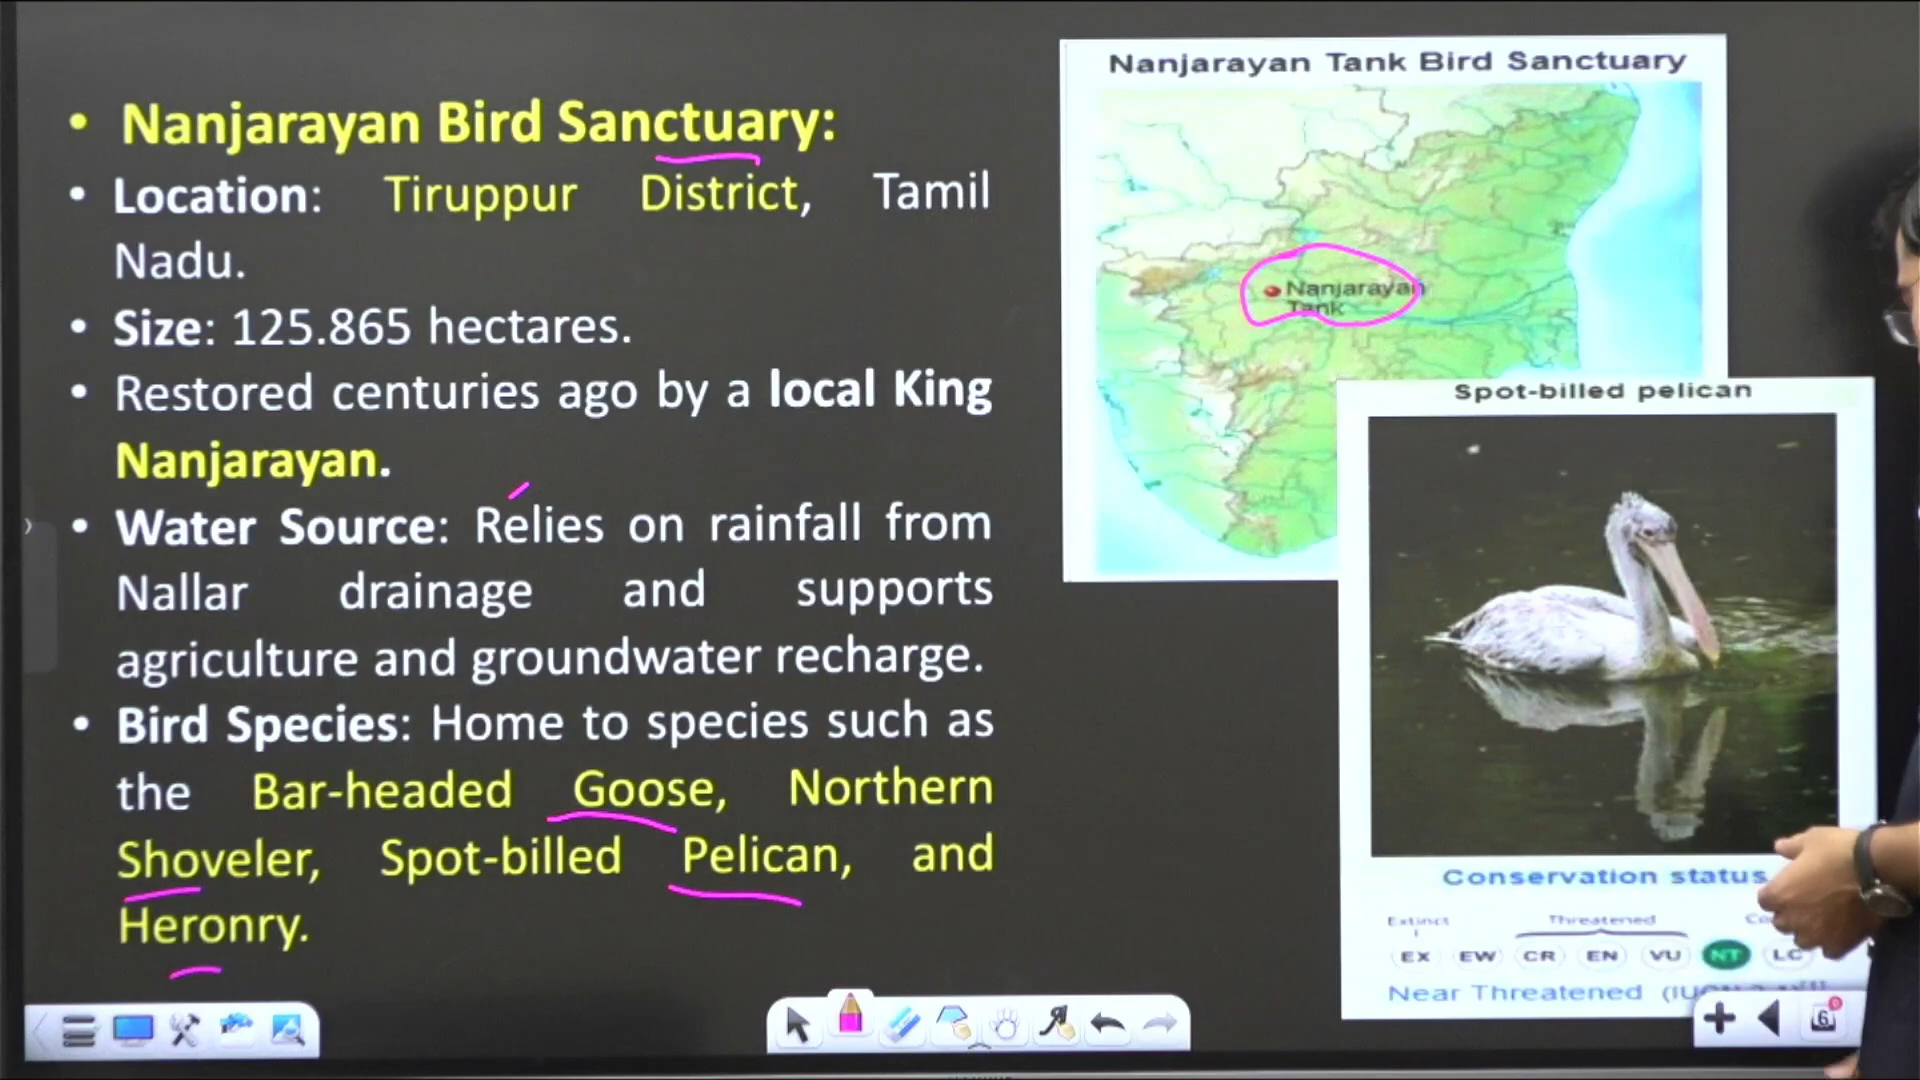 Nanjarayan Bird Sanctuary:
Location: Tiruppur District, Tamil
Nadu.
Size: 125.865 hectares.
Restored centuries ago by a local King
Nanjarayan.
Water Source: Relies on rainfall from
Nallar drainage and supports
agriculture and groundwater recharge.
Bird Species: Home to species such as
the Bar-headed Goose, Northern
Shoveler, Spot-billed Pelican, and
Heronry.
Nanjarayan Tank Bird Sanctuary
Nanjarayan
Tank
Spot-billed pelican
Conservation status
Extinct Threatened
EX EW CR EN VU NT LC
Near Threatened
6
0